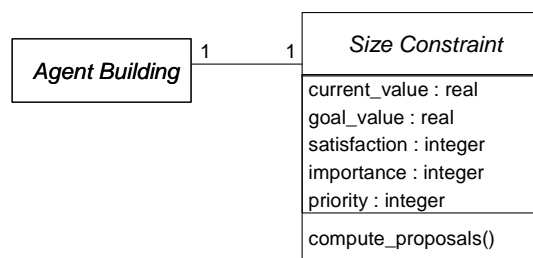 Agent Building
1
1
Size Constraint
current_value : real
goal_value : real
satisfaction : integer
importance : integer
priority : integer
compute_proposals()